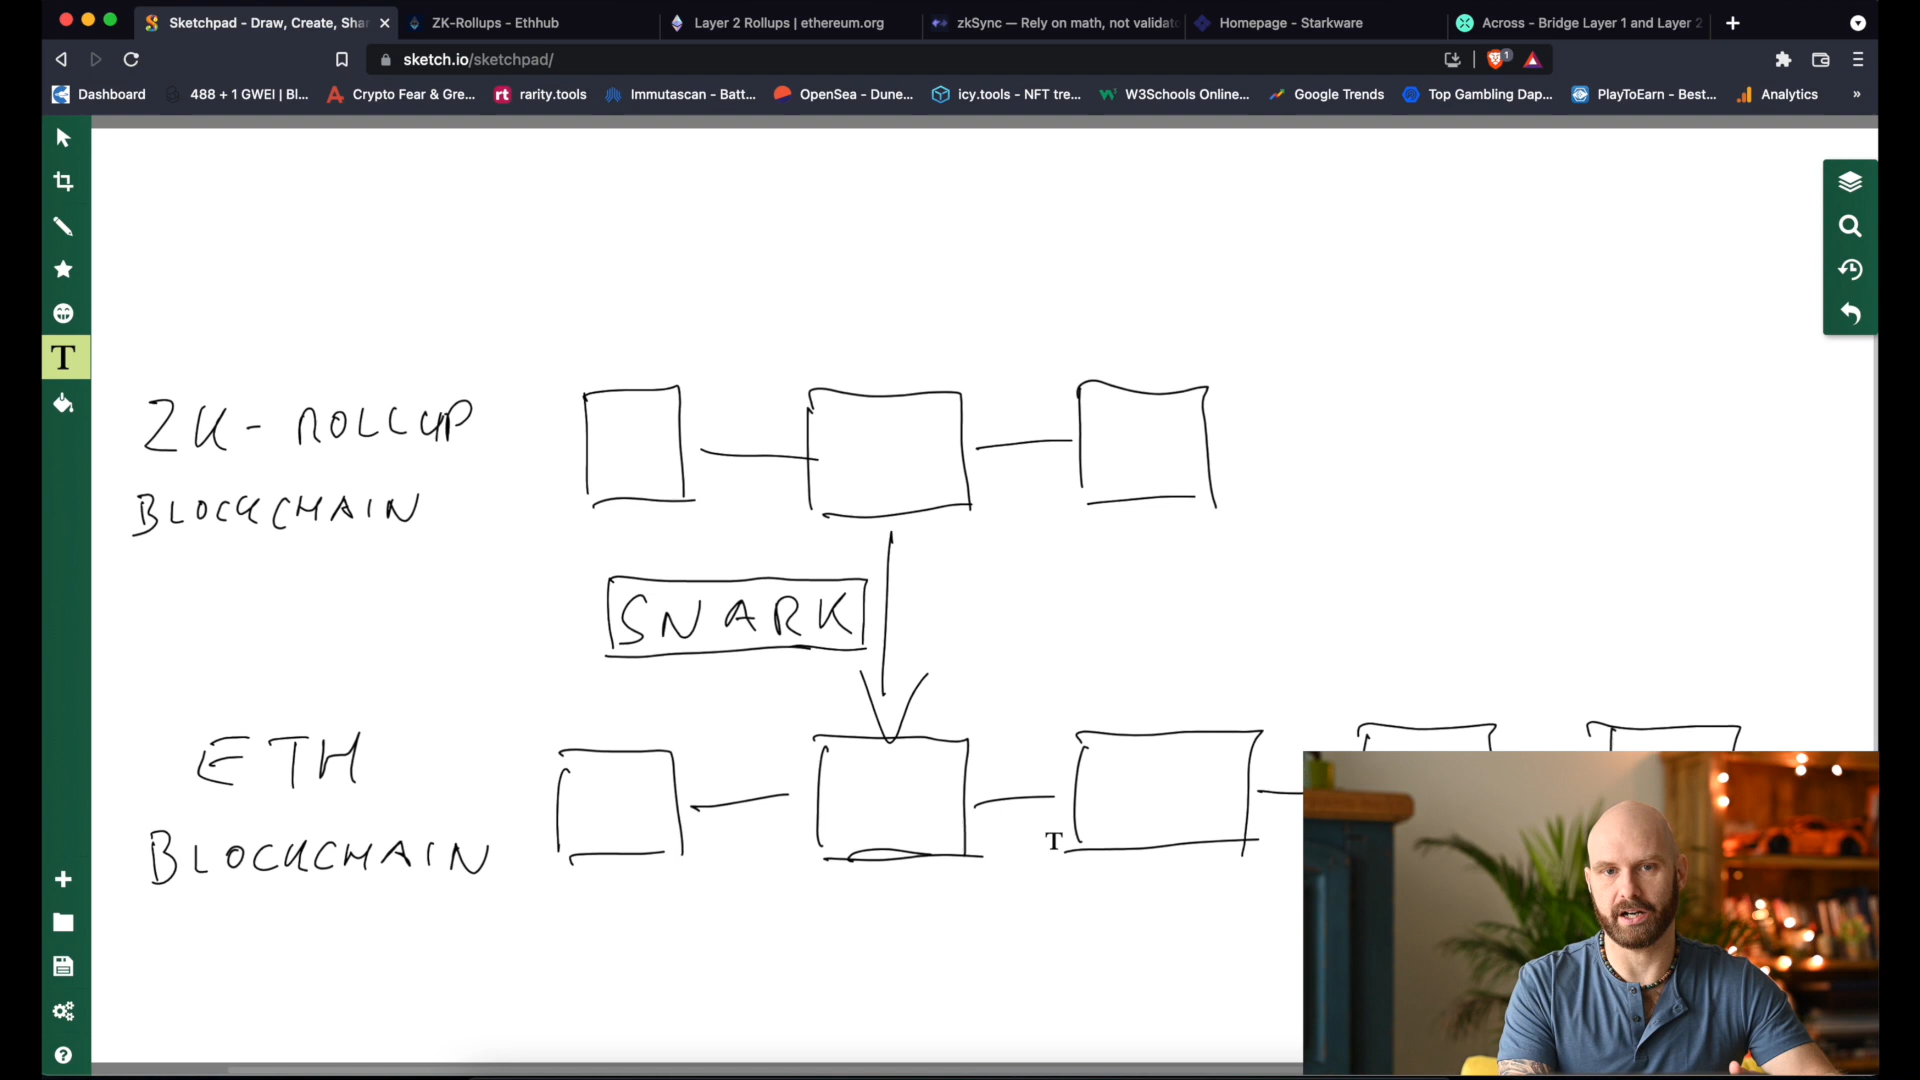 Sketchpad - Draw, Create, Shar
ZK-Rollups - Ethhub
Layer 2 Rollups | ethereum.org
zkSync — Rely on math, not validat
Homepage - Starkware
Across - Bridge Layer 1 and Layer 2
sketch.io/sketchpad/
1
Dashboard
488 + 1 GWEI | Bl...
Crypto Fear & Gre...
rt rarity.tools
Immutascan - Batt...
OpenSea - Dune...
icy.tools - NFT tre...
W3Schools Online...
Google Trends
Top Gambling Dap...
PlayToEarn - Best...
Analytics
»
T
ZK - ROLLUP
BLOCKCHAIN
SNARK
ETH
BLOCKCHAIN
T